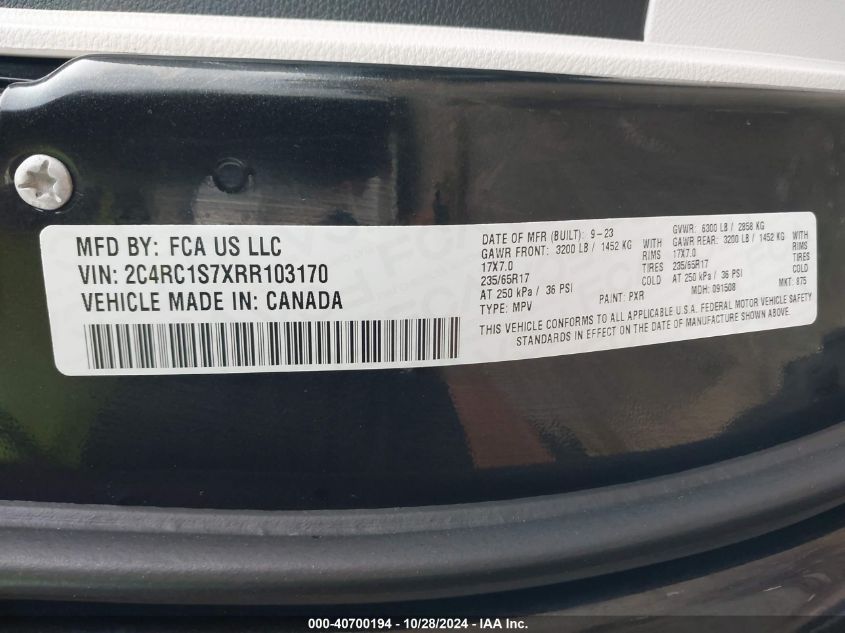 MFD BY: FCA US LLC
VIN: 2C4RC1S7XRR103170
VEHICLE MADE IN: CANADA
DATE OF MFR (BUILT): 9-23 GVWR: 6300 LB / 2858 KG
GAWR FRONT: 3200 LB / 1452 KG WITH GAWR REAR: 3200 LB / 1452 KG WITH
17X7.0 RIMS 17X7.0 RIMS
235/65R17 TIRES 235/65R17 TIRES
AT 250 kPa / 36 PSI COLD AT 250 kPa / 36 PSI COLD
TYPE: MPV PAINT: PXR MDH: 091508 MKT: 875
THIS VEHICLE CONFORMS TO ALL APPLICABLE U.S.A. FEDERAL MOTOR VEHICLE SAFETY
STANDARDS IN EFFECT ON THE DATE OF MANUFACTURE SHOWN ABOVE.
000-40700194 - 10/28/2024 - IAA Inc.